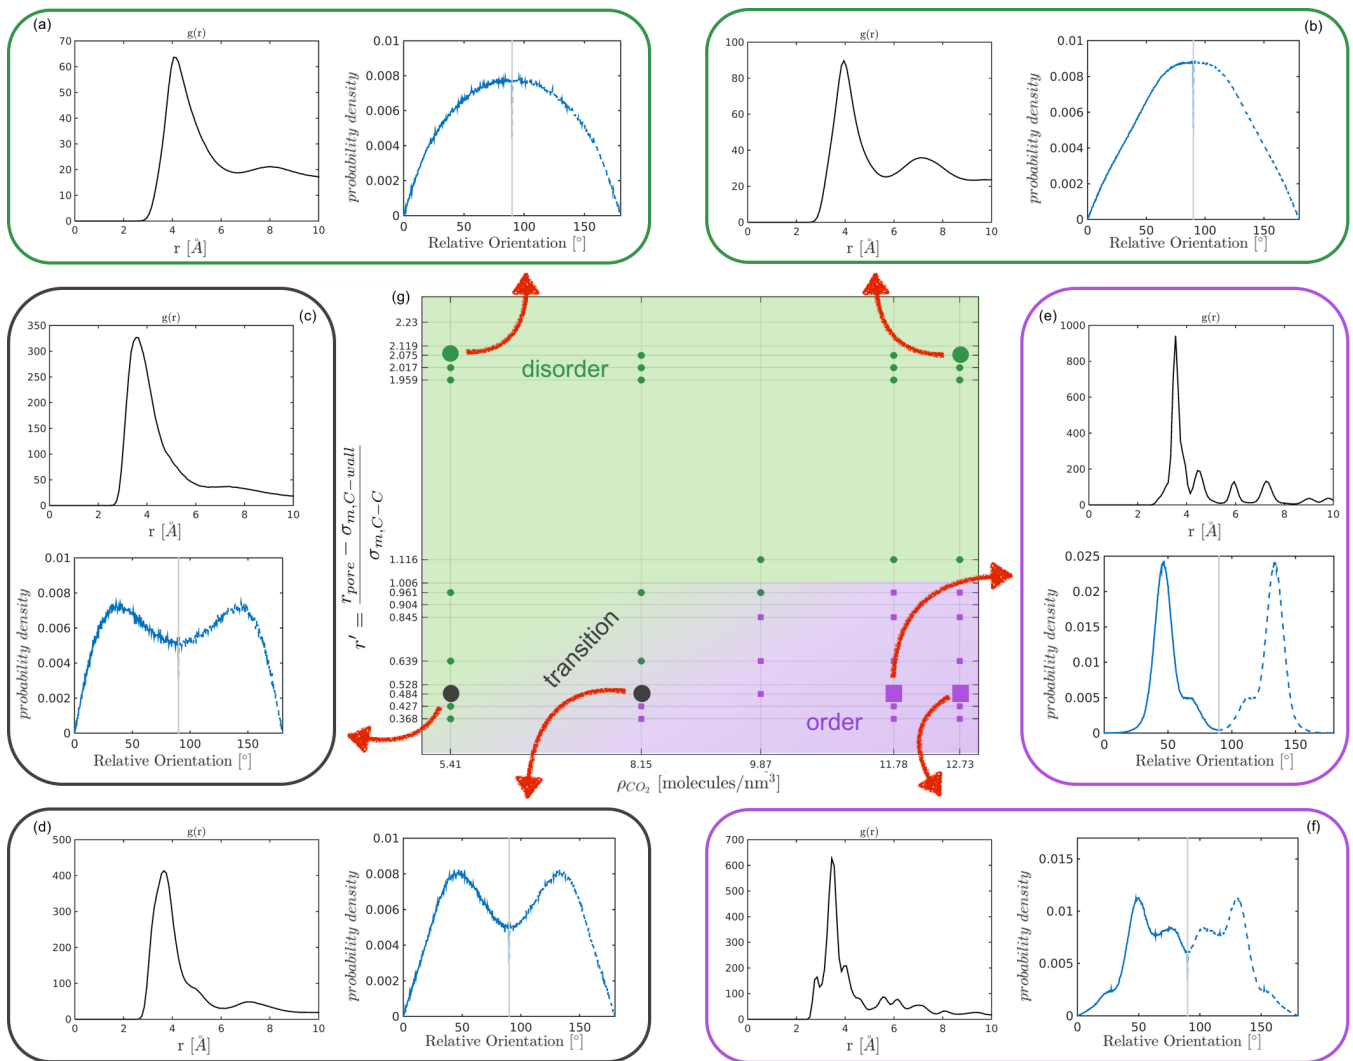 (a)
g(r)
70
60
50
40
30
20
10
0
0 2 4 6 8 10
r [Å]
probability density
0.01
0.008
0.006
0.004
0.002
0
0 50 100 150
Relative Orientation [°]
(b)
g(r)
100
80
60
40
20
0
0 2 4 6 8 10
r [Å]
probability density
0.01
0.008
0.006
0.004
0.002
0
0 50 100 150
Relative Orientation [°]
(c)
g(r)
350
300
250
200
150
100
50
0
0 2 4 6 8 10
r [Å]
probability density
0.01
0.008
0.006
0.004
0.002
0
0 50 100 150
Relative Orientation [°]
(g)
r' = (r_pore − σ_m,C−wall) / σ_m,C−C
2.23
2.119
2.075
2.017
1.959
1.116
1.006
0.961
0.904
0.845
0.639
0.528
0.484
0.427
0.368
disorder
transition
order
5.41 8.15 9.87 11.78 12.73
ρ_CO₂ [molecules/nm³]
(e)
g(r)
1000
800
600
400
200
0
0 2 4 6 8 10
r [Å]
probability density
0.025
0.02
0.015
0.01
0.005
0
0 50 100 150
Relative Orientation [°]
(d)
g(r)
500
400
300
200
100
0
0 2 4 6 8 10
r [Å]
probability density
0.01
0.008
0.006
0.004
0.002
0
0 50 100 150
Relative Orientation [°]
(f)
g(r)
700
600
500
400
300
200
100
0
0 2 4 6 8 10
r [Å]
probability density
0.015
0.01
0.005
0
0 50 100 150
Relative Orientation [°]